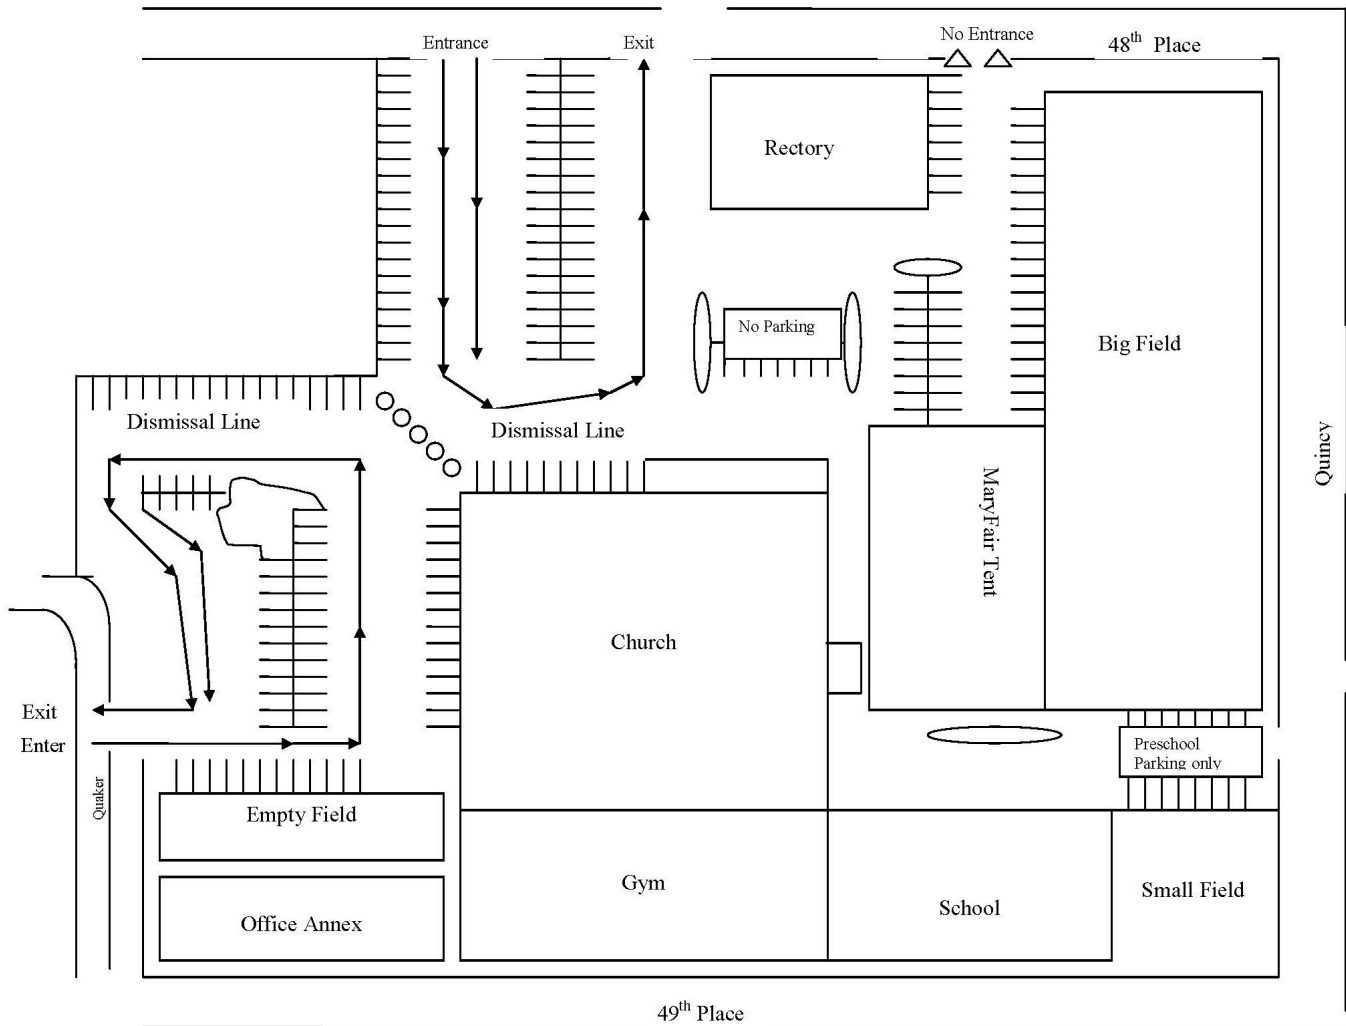 Entrance
Exit
No Entrance
48th Place
Rectory
No Parking
Big Field
Dismissal Line
Dismissal Line
Quincy
MaryFair Tent
Church
Exit
Enter
Preschool
Parking only
Quaker
Empty Field
Gym
Small Field
School
Office Annex
49th Place